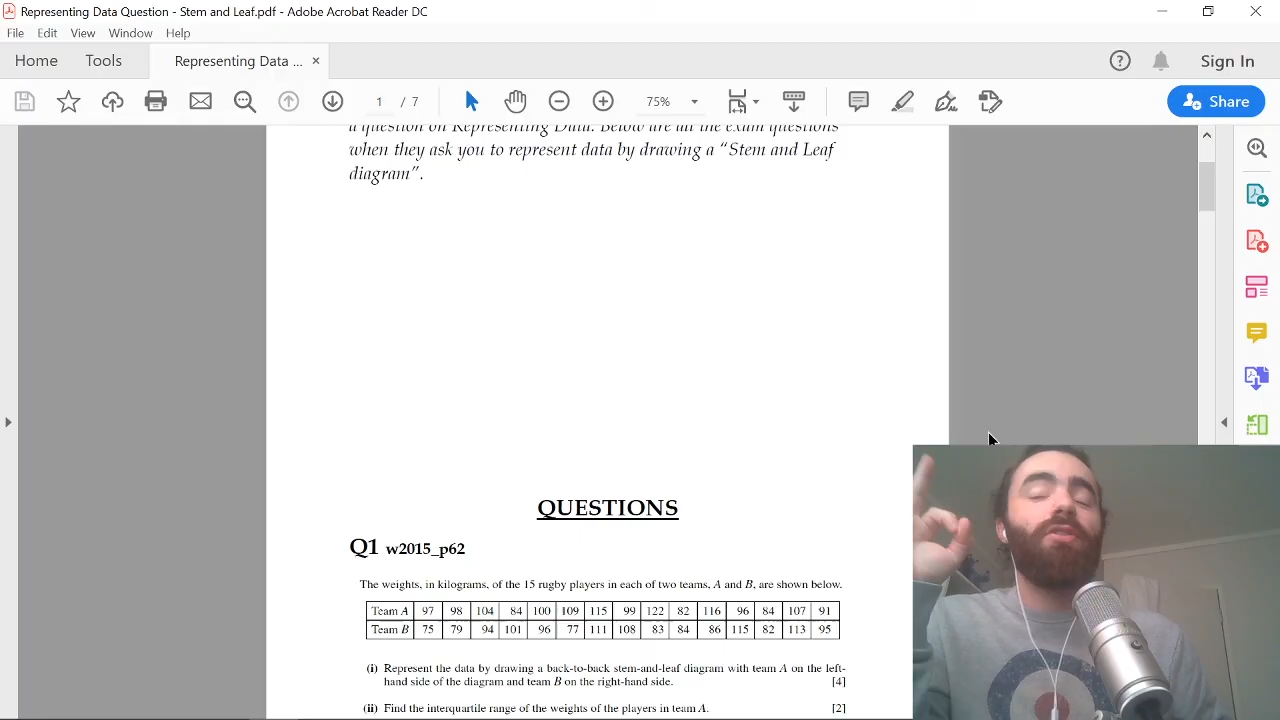 Representing Data Question - Stem and Leaf.pdf - Adobe Acrobat Reader DC
File Edit View Window Help
Home Tools Representing Data ... × Sign In
1 / 7 75% Share
a question on Representing Data. Below are all the exam questions
when they ask you to represent data by drawing a “Stem and Leaf
diagram”.
QUESTIONS
Q1 w2015_p62
The weights, in kilograms, of the 15 rugby players in each of two teams, A and B, are shown below.
Team A 97 98 104 84 100 109 115 99 122 82 116 96 84 107 91
Team B 75 79 94 101 96 77 111 108 83 84 86 115 82 113 95
(i) Represent the data by drawing a back-to-back stem-and-leaf diagram with team A on the left-
hand side of the diagram and team B on the right-hand side. [4]
(ii) Find the interquartile range of the weights of the players in team A. [2]